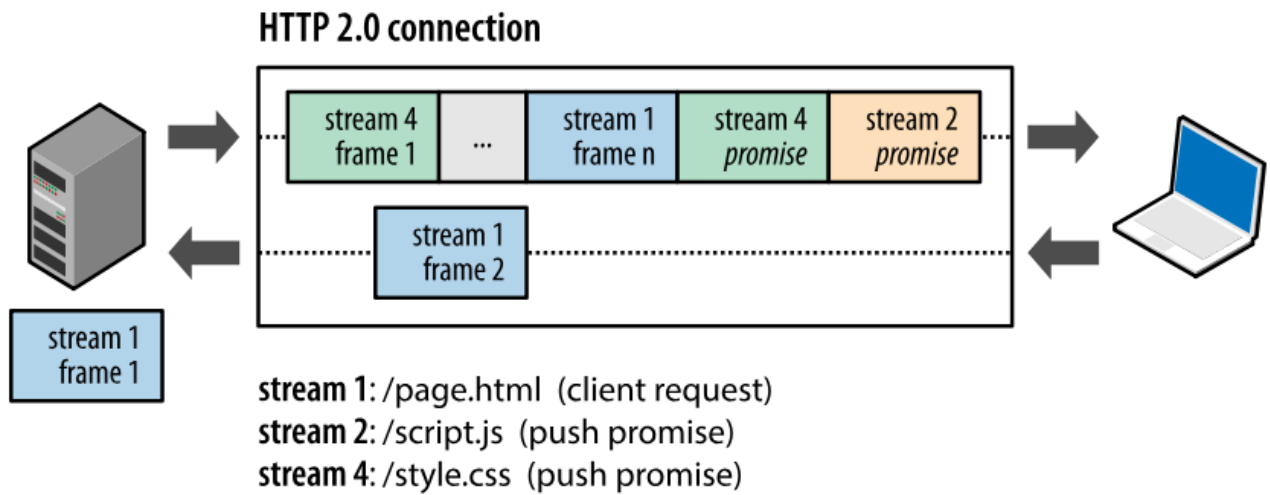 HTTP 2.0 connection
stream 4
frame 1
...
stream 1
frame n
stream 4
promise
stream 2
promise
stream 1
frame 2
stream 1
frame 1
stream 1: /page.html (client request)
stream 2: /script.js (push promise)
stream 4: /style.css (push promise)